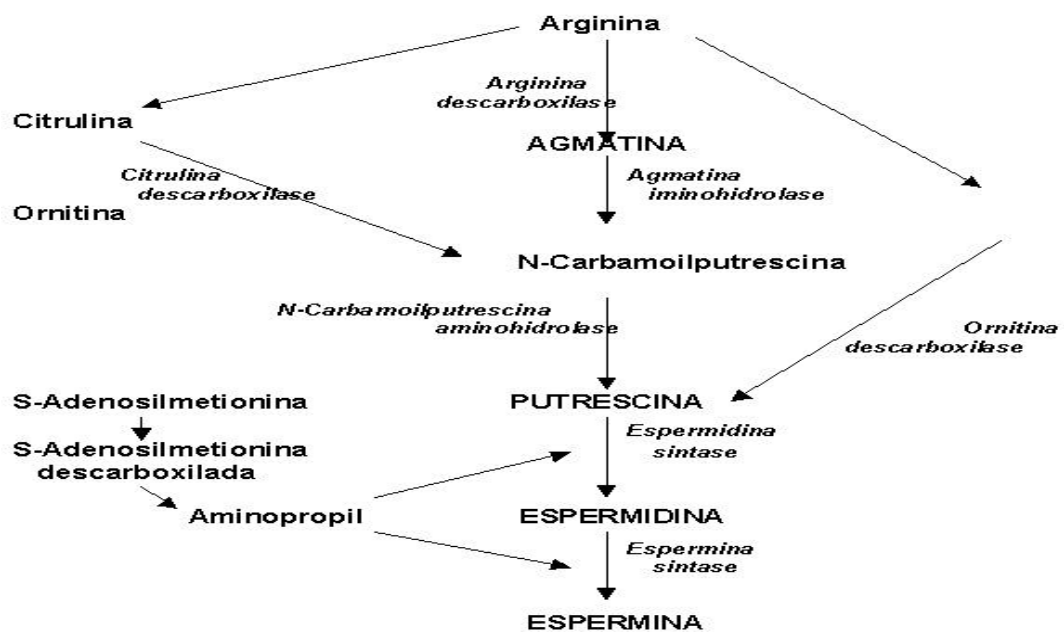 Arginina
Arginina
descarboxilase
Citrulina
AGMATINA
Citrulina
descarboxilase
Agmatina
iminohidrolase
Ornitina
N-Carbamoilputrescina
N-Carbamoilputrescina
aminohidrolase
Ornitina
descarboxilase
S-Adenosilmetionina
PUTRESCINA
S-Adenosilmetionina
descarboxilada
Espermidina
sintase
Aminopropil
ESPERMIDINA
Espermina
sintase
ESPERMINA